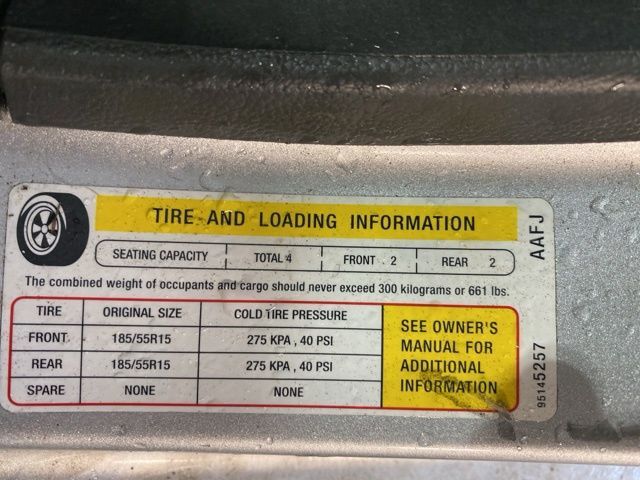 TIRE AND LOADING INFORMATION
SEATING CAPACITY TOTAL 4 FRONT 2 REAR 2
The combined weight of occupants and cargo should never exceed 300 kilograms or 661 lbs.
TIRE ORIGINAL SIZE COLD TIRE PRESSURE
FRONT 185/55R15 275 KPA , 40 PSI
REAR 185/55R15 275 KPA , 40 PSI
SPARE NONE NONE
SEE OWNER'S
MANUAL FOR
ADDITIONAL
INFORMATION
AAFJ
95145257